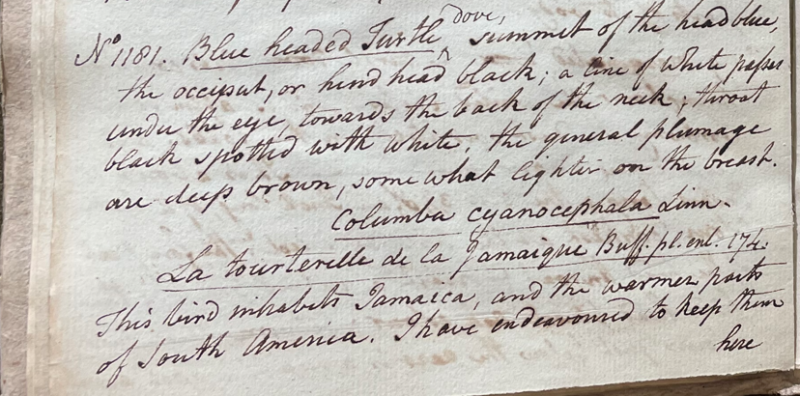 No 1181. Blue headed Turtle dove, summet of the head blue,
the occiput, or hind head black; a line of white passes
under the eye, towards the back of the neck; throat
black spotted with white. the general plumage
are deep brown, somewhat lighter on the breast.
Columba cyanocephala Linn.
La tourterelle de la Jamaique Buff. pl. enl. 174.
This bird inhabits Jamaica, and the warmer parts
of South America. I have endeavoured to keep them
here